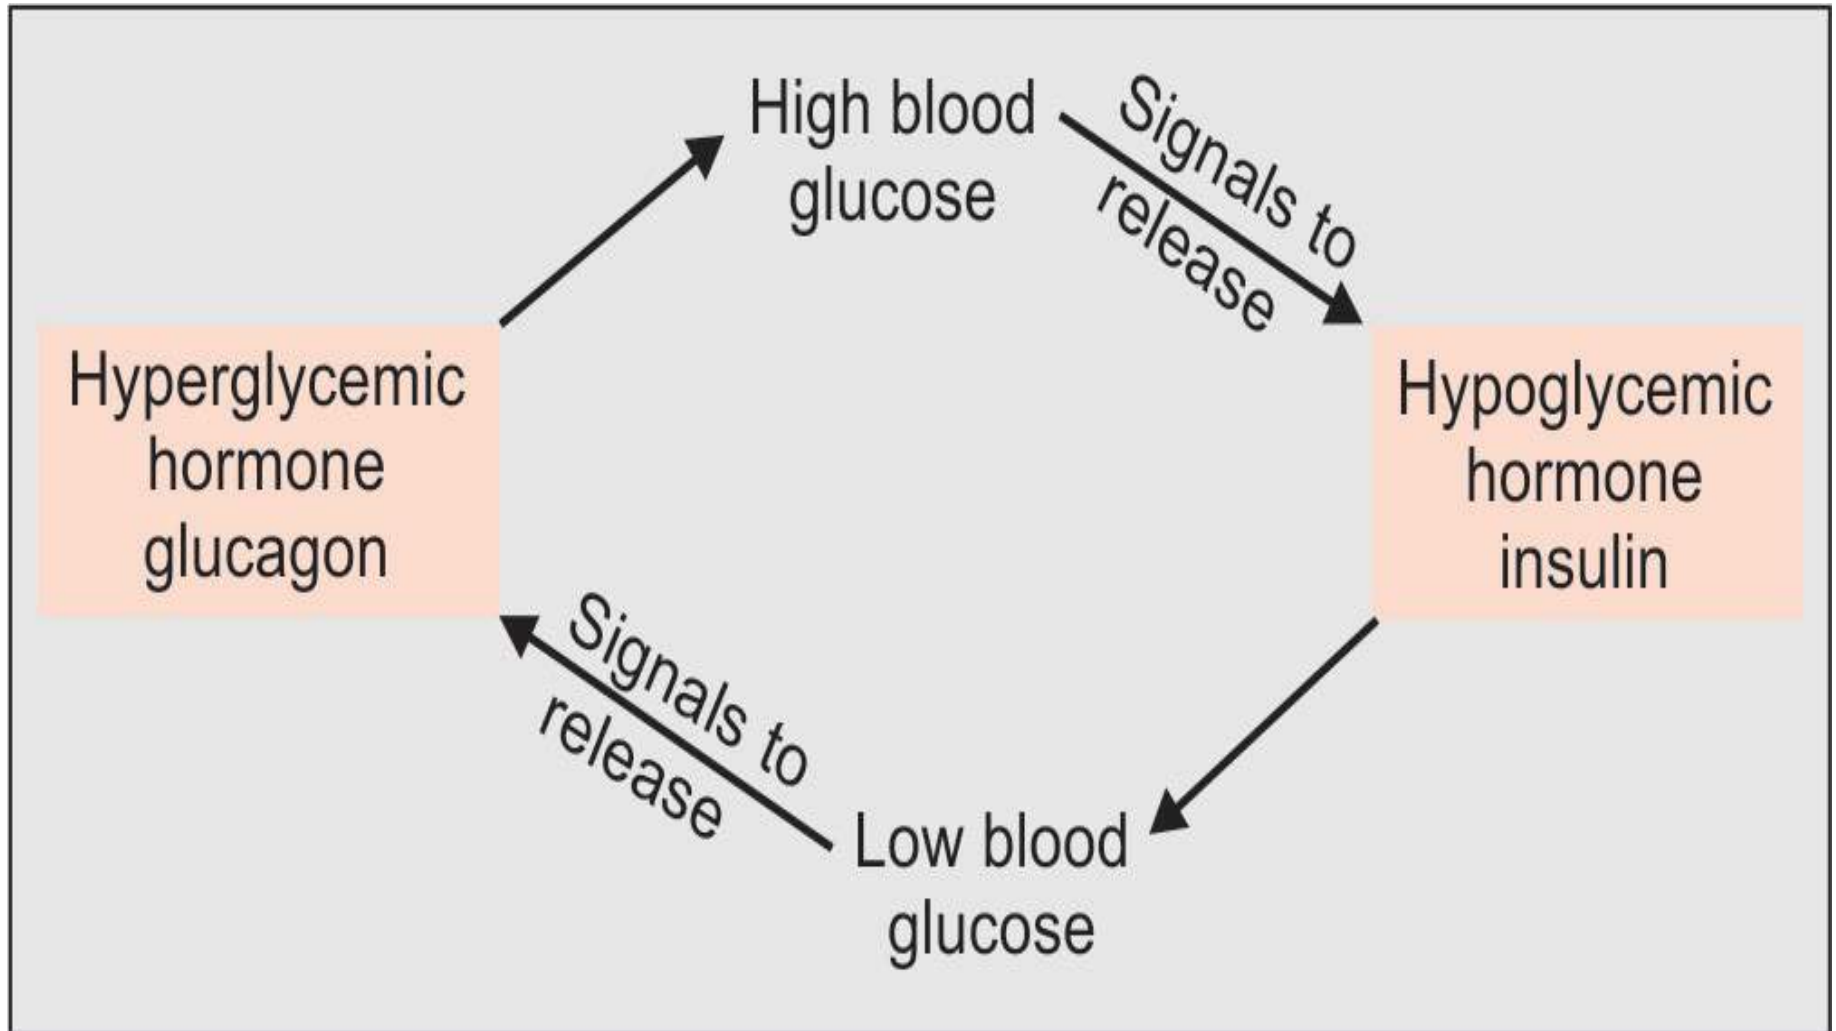 High blood
glucose
Signals to
release
Hyperglycemic
hormone
glucagon
Hypoglycemic
hormone
insulin
Signals to
release
Low blood
glucose